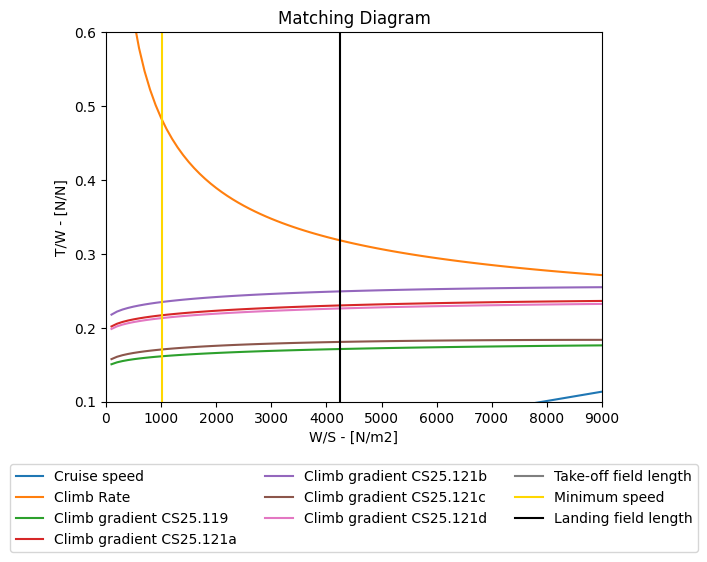 Matching Diagram
0.6
0.5
0.4
0.3
0.2
0.1
T/W - [N/N]
0 1000 2000 3000 4000 5000 6000 7000 8000 9000
W/S - [N/m2]
Cruise speed
Climb Rate
Climb gradient CS25.119
Climb gradient CS25.121a
Climb gradient CS25.121b
Climb gradient CS25.121c
Climb gradient CS25.121d
Take-off field length
Minimum speed
Landing field length